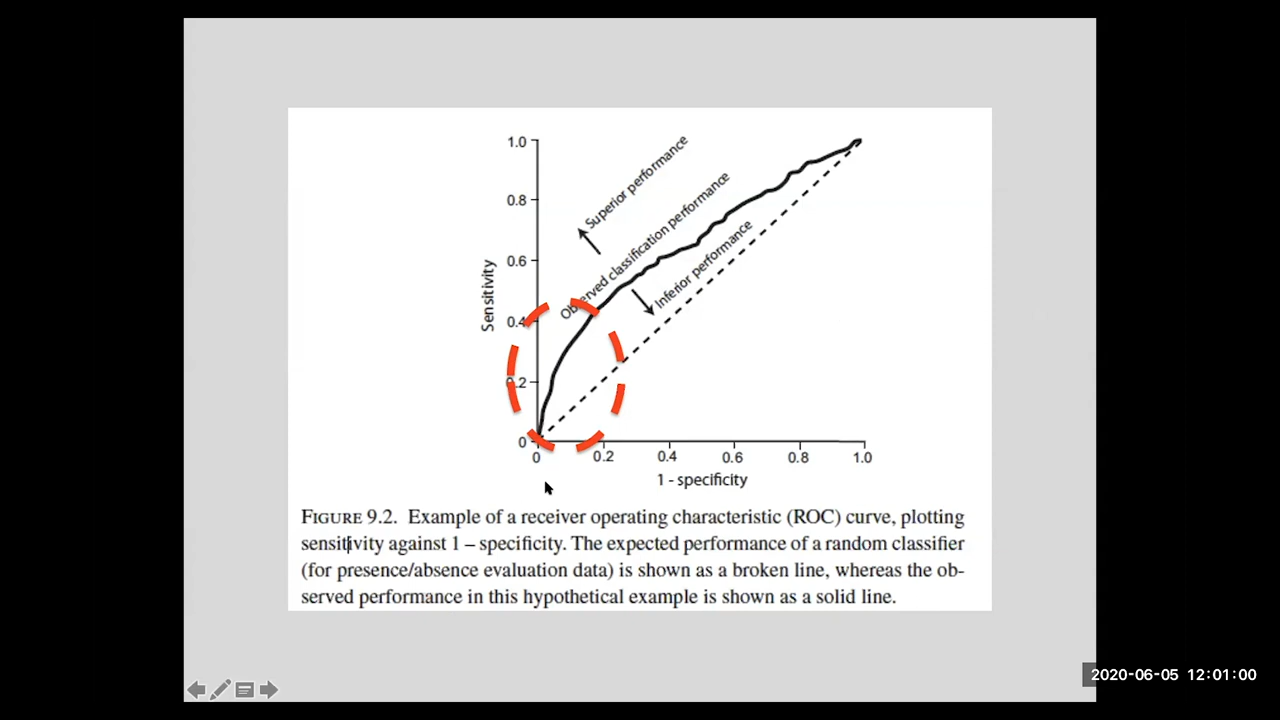 1.0
0.8
0.6
0.4
0.2
0
Sensitivity
Superior performance
Observed classification performance
Inferior performance
0
0.2
0.4
0.6
0.8
1.0
1 - specificity
FIGURE 9.2. Example of a receiver operating characteristic (ROC) curve, plotting
sensitivity against 1 – specificity. The expected performance of a random classifier
(for presence/absence evaluation data) is shown as a broken line, whereas the ob-
served performance in this hypothetical example is shown as a solid line.
2020-06-05 12:01:00